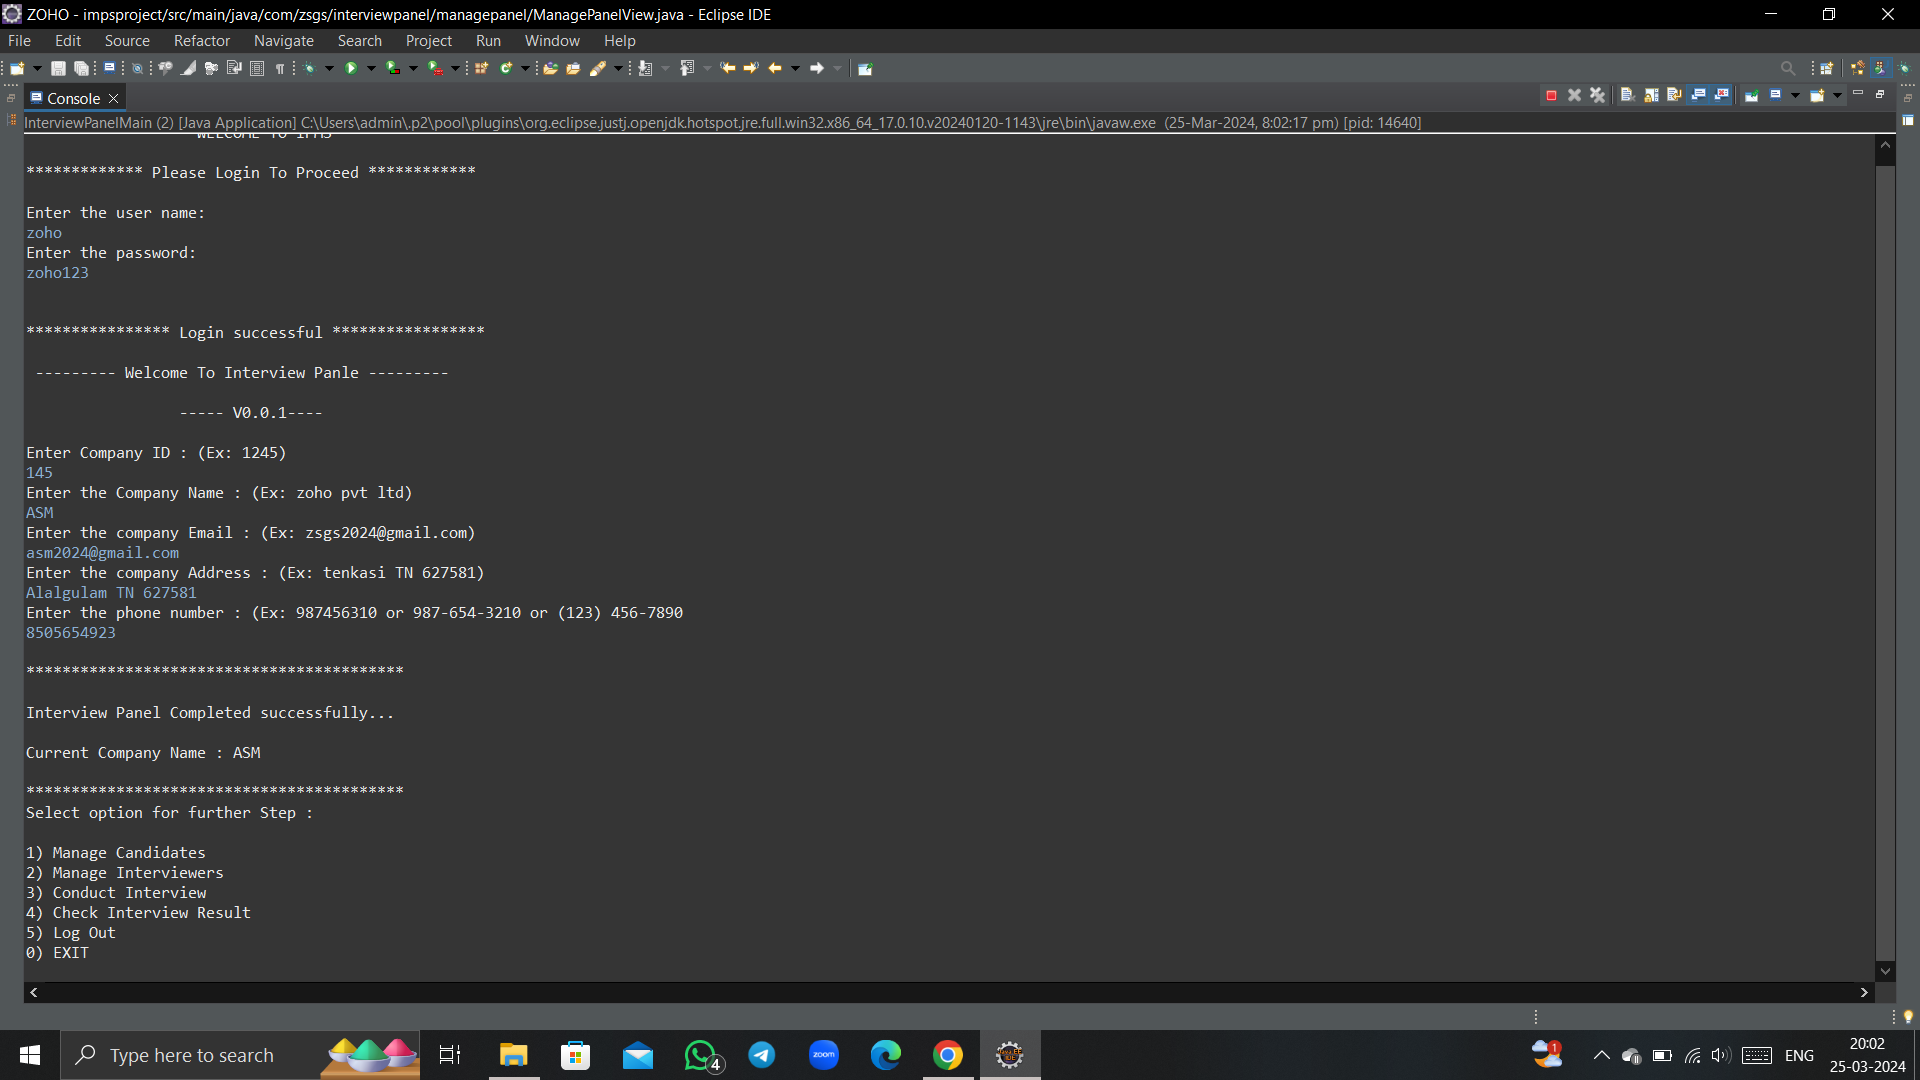 ZOHO - impsproject/src/main/java/com/zsgs/interviewpanel/managepanel/ManagePanelView.java - Eclipse IDE
File Edit Source Refactor Navigate Search Project Run Window Help
Console
InterviewPanelMain (2) [Java Application] C:\Users\admin\.p2\pool\plugins\org.eclipse.justj.openjdk.hotspot.jre.full.win32.x86_64_17.0.10.v20240120-1143\jre\bin\javaw.exe (25-Mar-2024, 8:02:17 pm) [pid: 14640]
************* Please Login To Proceed ************
Enter the user name:
zoho
Enter the password:
zoho123
**************** Login successful *****************
--------- Welcome To Interview Panle ---------
----- V0.0.1----
Enter Company ID : (Ex: 1245)
145
Enter the Company Name : (Ex: zoho pvt ltd)
ASM
Enter the company Email : (Ex: zsgs2024@gmail.com)
asm2024@gmail.com
Enter the company Address : (Ex: tenkasi TN 627581)
Alalgulam TN 627581
Enter the phone number : (Ex: 987456310 or 987-654-3210 or (123) 456-7890
8505654923
******************************************
Interview Panel Completed successfully...
Current Company Name : ASM
******************************************
Select option for further Step :
1) Manage Candidates
2) Manage Interviewers
3) Conduct Interview
4) Check Interview Result
5) Log Out
0) EXIT
Type here to search
zoom
4
1
ENG
20:02
25-03-2024